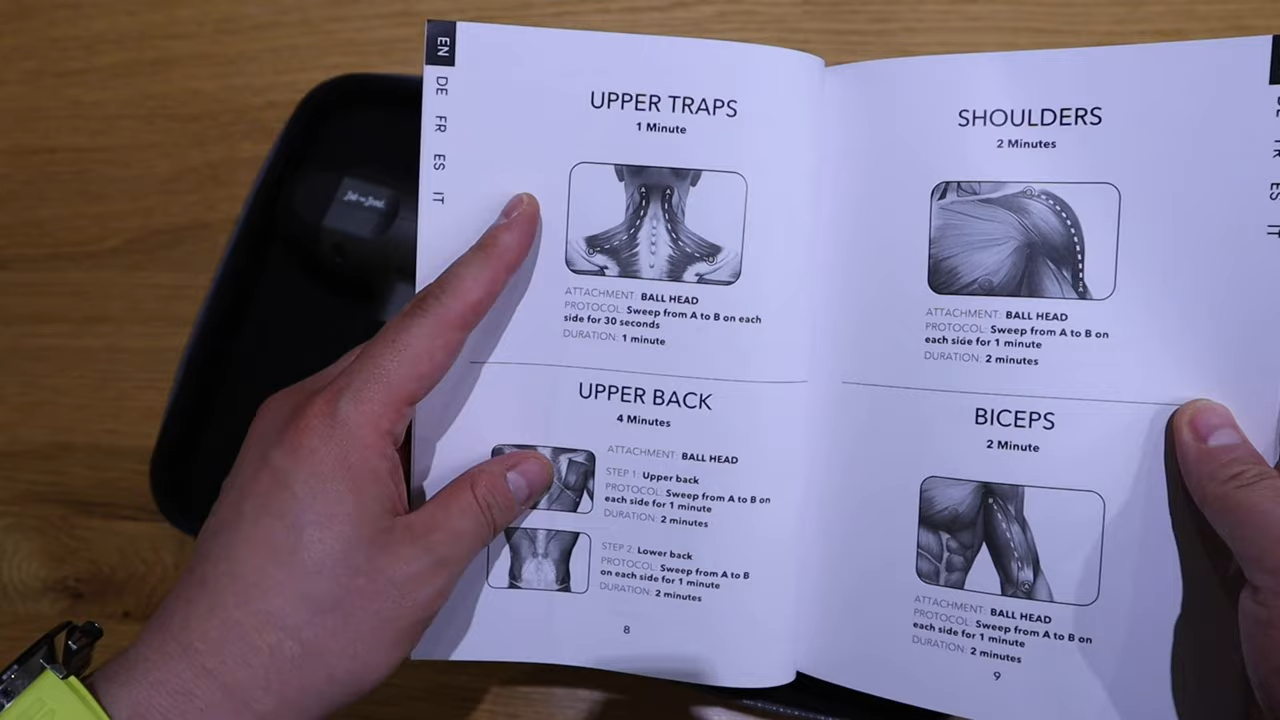 EN
DE
FR
ES
IT
UPPER TRAPS
1 Minute
ATTACHMENT: BALL HEAD
PROTOCOL: Sweep from A to B on each
side for 30 seconds
DURATION: 1 minute
UPPER BACK
4 Minutes
ATTACHMENT: BALL HEAD
STEP 1: Upper back
PROTOCOL: Sweep from A to B on
each side for 1 minute
DURATION: 2 minutes
STEP 2: Lower back
PROTOCOL: Sweep from A to B
on each side for 1 minute
DURATION: 2 minutes
8
SHOULDERS
2 Minutes
ATTACHMENT: BALL HEAD
PROTOCOL: Sweep from A to B on
each side for 1 minute
DURATION: 2 minutes
BICEPS
2 Minute
ATTACHMENT: BALL HEAD
PROTOCOL: Sweep from A to B on
each side for 1 minute
DURATION: 2 minutes
9
ES